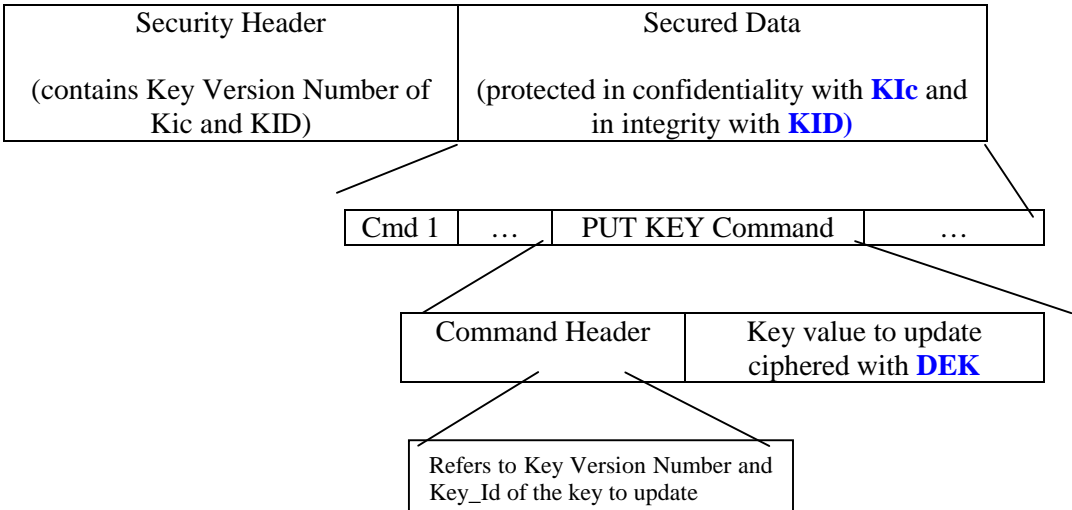 Security Header
(contains Key Version Number of
Kic and KID)
Secured Data
(protected in confidentiality with KIc and
in integrity with KID)
Cmd 1
…
PUT KEY Command
…
Command Header
Key value to update
ciphered with DEK
Refers to Key Version Number and
Key_Id of the key to update